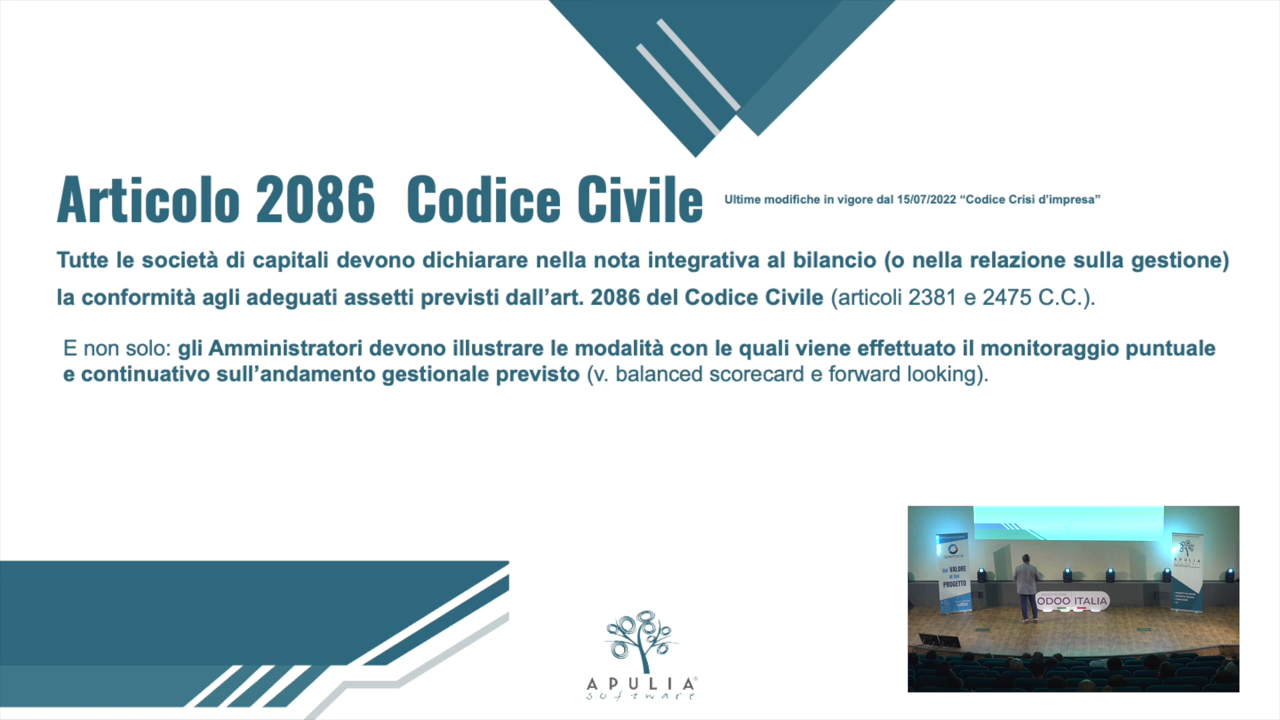 Articolo 2086 Codice Civile
Ultime modifiche in vigore dal 15/07/2022 “Codice Crisi d’impresa”
Tutte le società di capitali devono dichiarare nella nota integrativa al bilancio (o nella relazione sulla gestione)
la conformità agli adeguati assetti previsti dall’art. 2086 del Codice Civile (articoli 2381 e 2475 C.C.).
E non solo: gli Amministratori devono illustrare le modalità con le quali viene effettuato il monitoraggio puntuale
e continuativo sull’andamento gestionale previsto (v. balanced scorecard e forward looking).
VALORE
PROGETTO
APULIA
ODOO ITALIA
APULIA®
software